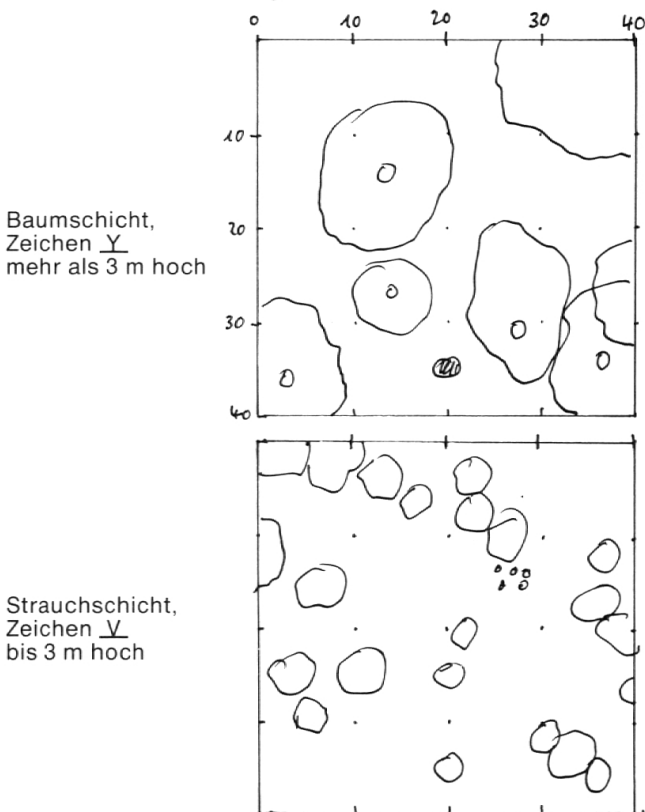 0 10 20 30 40
10
Baumschicht,
Zeichen Y
mehr als 3 m hoch
20
30
40
Strauchschicht,
Zeichen V
bis 3 m hoch